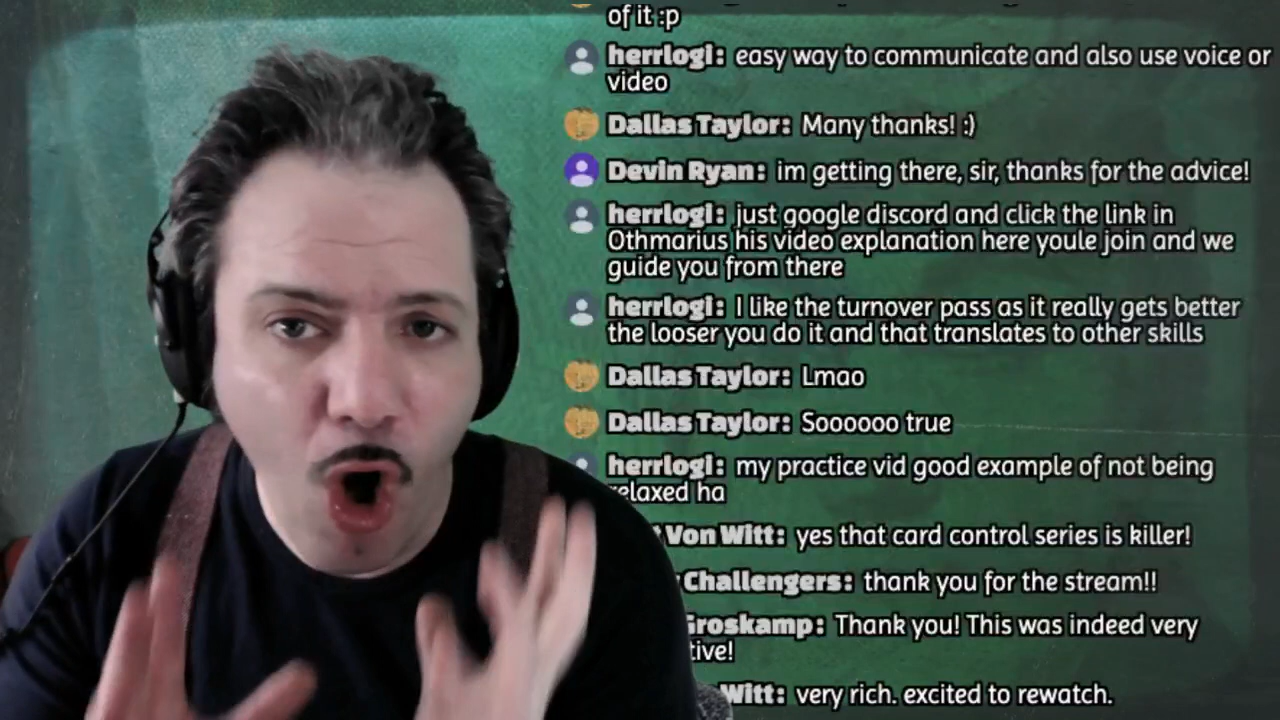 of it :p
herrlogi: easy way to communicate and also use voice or
video
Dallas Taylor: Many thanks! :)
Devin Ryan: im getting there, sir, thanks for the advice!
herrlogi: just google discord and click the link in
Othmarius his video explanation here youle join and we
guide you from there
herrlogi: I like the turnover pass as it really gets better
the looser you do it and that translates to other skills
Dallas Taylor: Lmao
Dallas Taylor: Soooooo true
herrlogi: my practice vid good example of not being
relaxed ha
Von Witt: yes that card control series is killer!
Challengers: thank you for the stream!!
Groskamp: Thank you! This was indeed very
tive!
Witt: very rich. excited to rewatch.